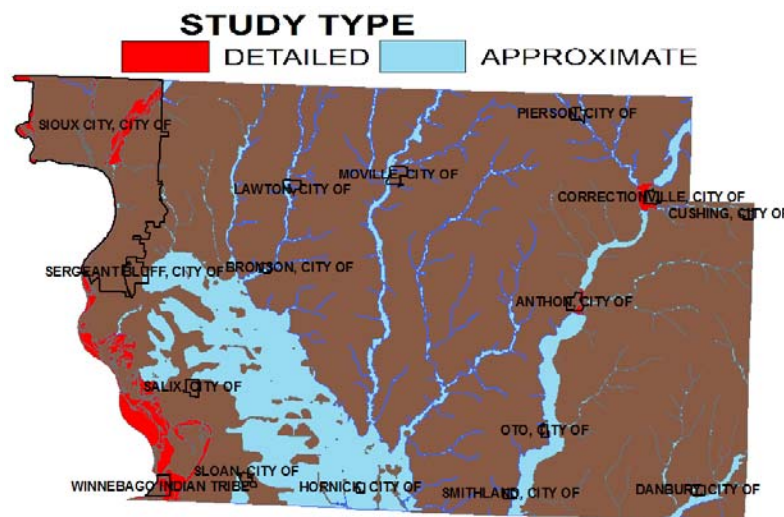 STUDY TYPE
DETAILED APPROXIMATE
PIERSON, CITY OF
SIOUX CITY, CITY OF
MOVILLE, CITY OF
LAWTON, CITY OF
CORRECTIONVILLE, CITY OF
CUSHING, CITY OF
SERGEANT BLUFF, CITY OF
BRONSON, CITY OF
ANTHON, CITY OF
SALIX, CITY OF
OTO, CITY OF
SLOAN, CITY OF
WINNEBAGO INDIAN TRIBE
HORNICK, CITY OF
SMITHLAND, CITY OF
DANBURY, CITY OF